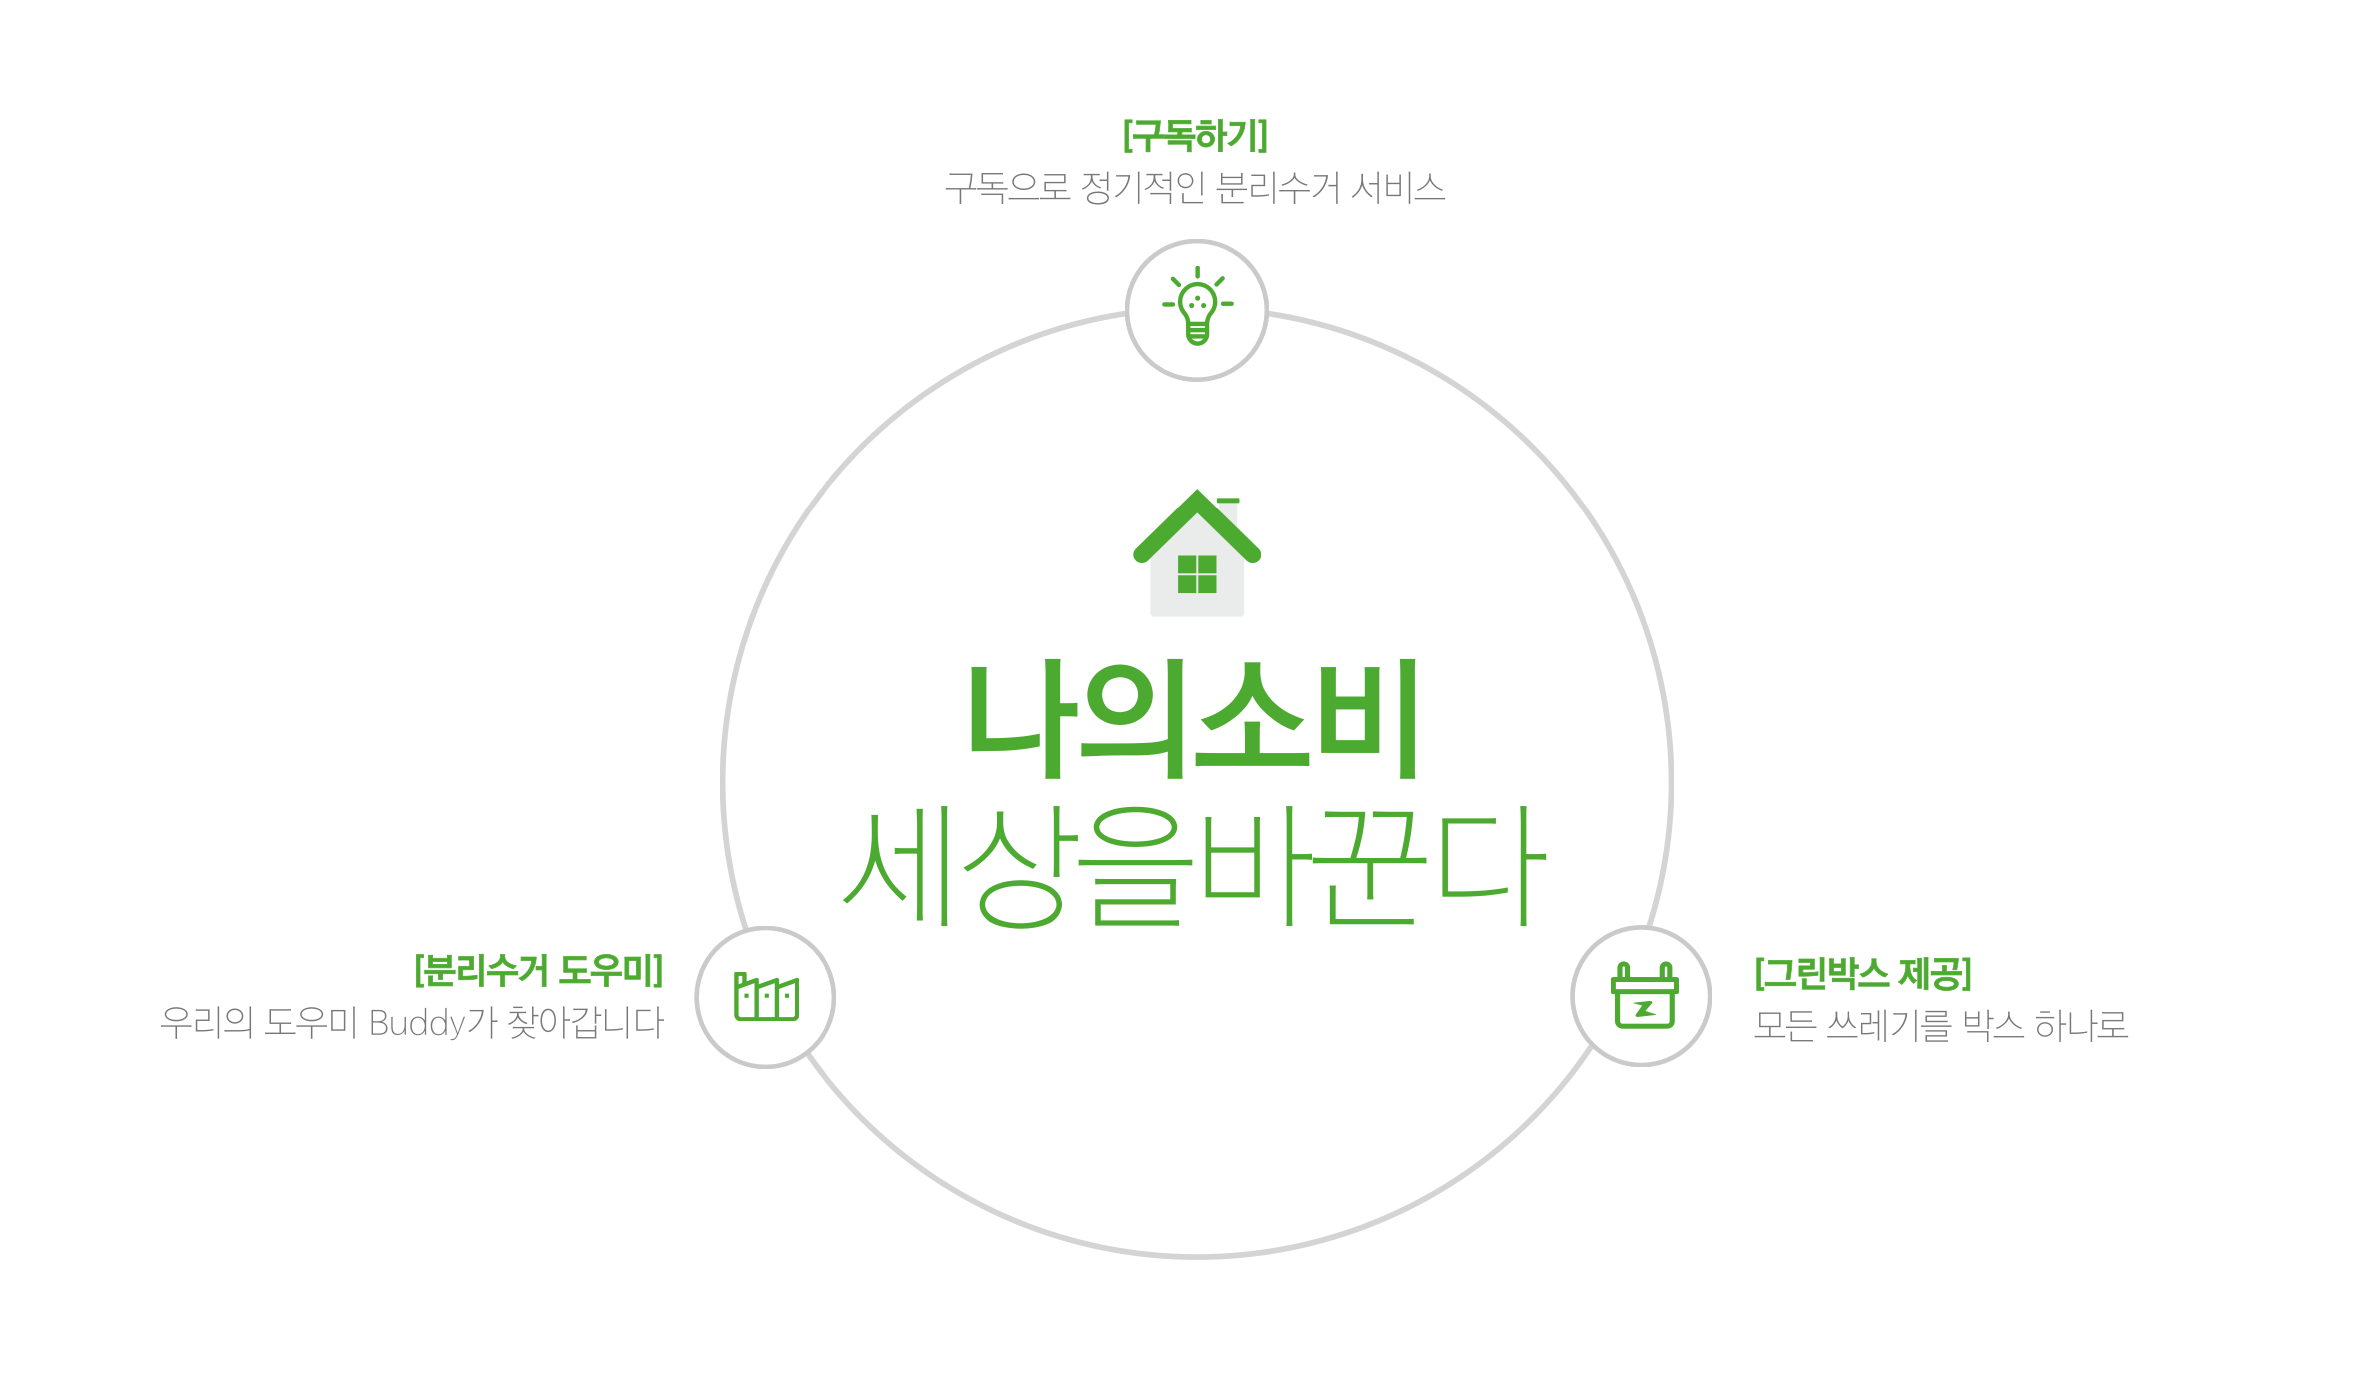 [구독하기]
구독으로 정기적인 분리수거 서비스
나의소비
세상을바꾼다
[분리수거 도우미]
우리의 도우미 Buddy가 찾아갑니다
[그린박스 제공]
모든 쓰레기를 박스 하나로